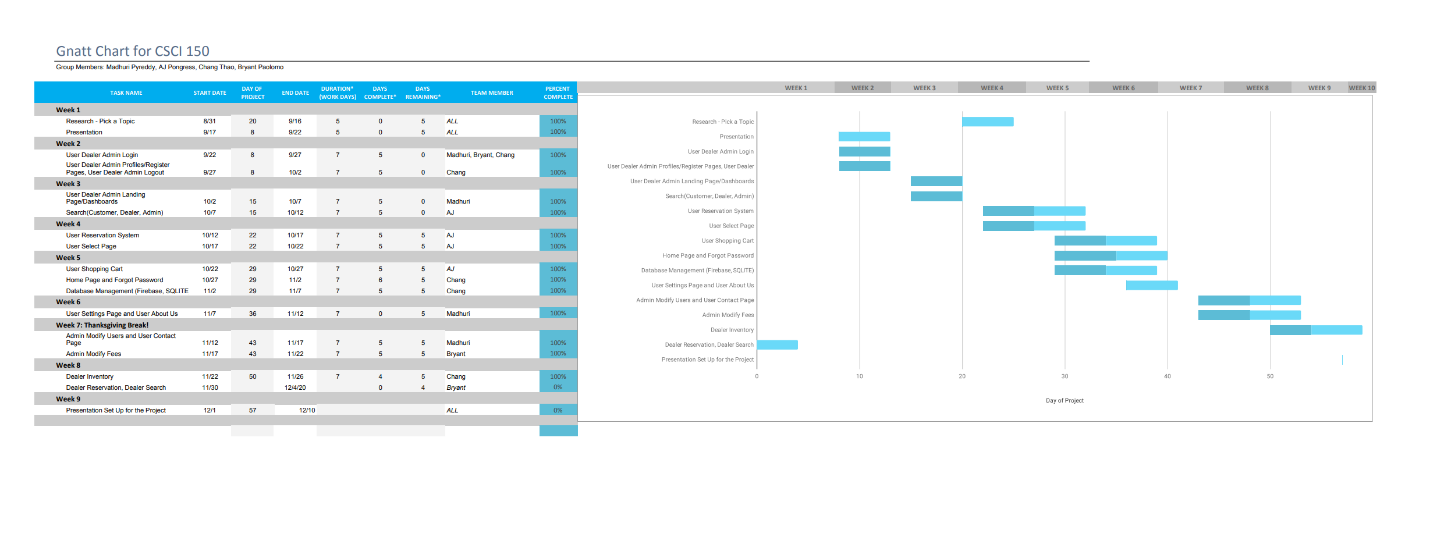 Gnatt Chart for CSCI 150
Group Members: Madhuri Pyreddy, AJ Pongress, Chang Thao, Bryant Paolomo
TASK NAME START DATE DAY OF PROJECT END DATE DURATION* (WORK DAYS) DAYS COMPLETE* DAYS REMAINING* TEAM MEMBER PERCENT COMPLETE
Week 1
Research - Pick a Topic 8/31 20 9/16 5 0 5 ALL 100%
Presentation 9/17 8 9/22 5 0 5 ALL 100%
Week 2
User Dealer Admin Login 9/22 8 9/27 7 5 0 Madhuri, Bryant, Chang 100%
User Dealer Admin Profiles/Register
Pages, User Dealer Admin Logout 9/27 8 10/2 7 5 0 Chang 100%
Week 3
User Dealer Admin Landing
Page/Dashboards 10/2 15 10/7 7 5 0 Madhuri 100%
Search(Customer, Dealer, Admin) 10/7 15 10/12 7 5 0 AJ 100%
Week 4
User Reservation System 10/12 22 10/17 7 5 5 AJ 100%
User Select Page 10/17 22 10/22 7 5 5 AJ 100%
Week 5
User Shopping Cart 10/22 29 10/27 7 5 5 AJ 100%
Home Page and Forgot Password 10/27 29 11/2 7 6 5 Chang 100%
Database Management (Firebase, SQLITE 11/2 29 11/7 7 5 5 Chang 100%
Week 6
User Settings Page and User About Us 11/7 36 11/12 7 0 5 Madhuri 100%
Week 7: Thanksgiving Break!
Admin Modify Users and User Contact
Page 11/12 43 11/17 7 5 5 Madhuri 100%
Admin Modify Fees 11/17 43 11/22 7 5 5 Bryant 100%
Week 8
Dealer Inventory 11/22 50 11/26 7 4 5 Chang 100%
Dealer Reservation, Dealer Search 11/30 12/4/20 0 4 Bryant 0%
Week 9
Presentation Set Up for the Project 12/1 57 12/10 ALL 0%
WEEK 1 WEEK 2 WEEK 3 WEEK 4 WEEK 5 WEEK 6 WEEK 7 WEEK 8 WEEK 9 WEEK 10
Research - Pick a Topic
Presentation
User Dealer Admin Login
User Dealer Admin Profiles/Register Pages, User Dealer
User Dealer Admin Landing Page/Dashboards
Search(Customer, Dealer, Admin)
User Reservation System
User Select Page
User Shopping Cart
Home Page and Forgot Password
Database Management (Firebase, SQLITE)
User Settings Page and User About Us
Admin Modify Users and User Contact Page
Admin Modify Fees
Dealer Inventory
Dealer Reservation, Dealer Search
Presentation Set Up for the Project
0 10 20 30 40 50
Day of Project